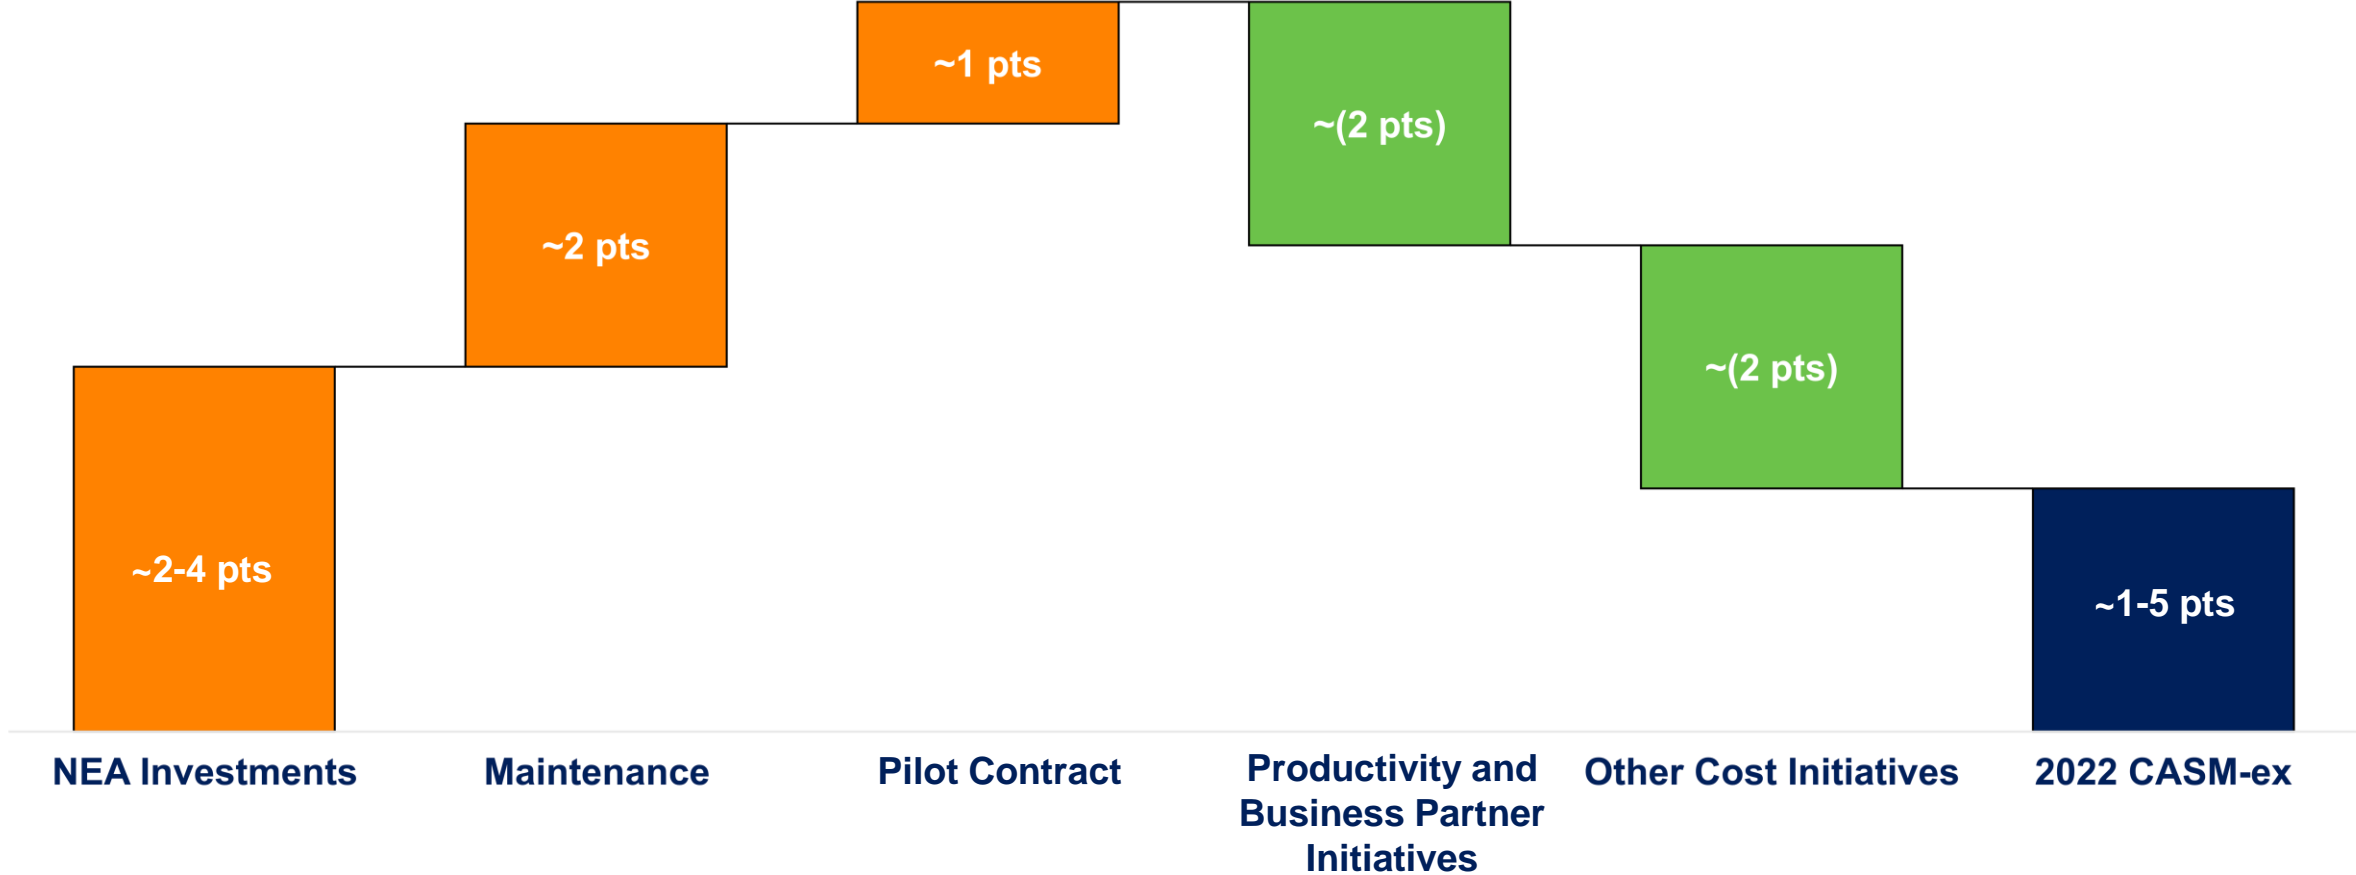 ~1 pts
~(2 pts)
~2 pts
~(2 pts)
~2-4 pts
~1-5 pts
NEA Investments
Maintenance
Pilot Contract
Productivity and
Business Partner
Initiatives
Other Cost Initiatives
2022 CASM-ex